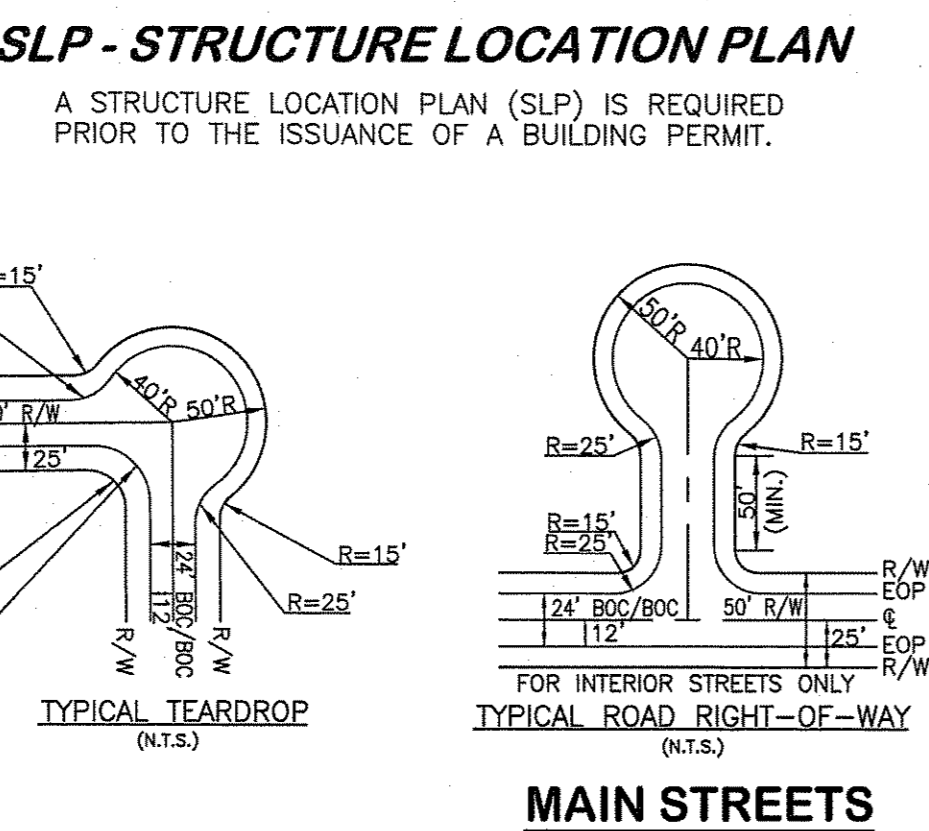 SLP - STRUCTURE LOCATION PLAN
A STRUCTURE LOCATION PLAN (SLP) IS REQUIRED
PRIOR TO THE ISSUANCE OF A BUILDING PERMIT.
=15'
40'R
50'R
R/W
25'
24' BOC/BOC
12'
R/W
R/W
R=15'
R=25'
TYPICAL TEARDROP
(N.T.S.)
50'R
40'R
R=25'
R=15'
50'
(MIN.)
R=15'
R=25'
24' BOC/BOC
50' R/W
12'
25'
R/W
EOP
℄
EOP
R/W
FOR INTERIOR STREETS ONLY
TYPICAL ROAD RIGHT-OF-WAY
(N.T.S.)
MAIN STREETS